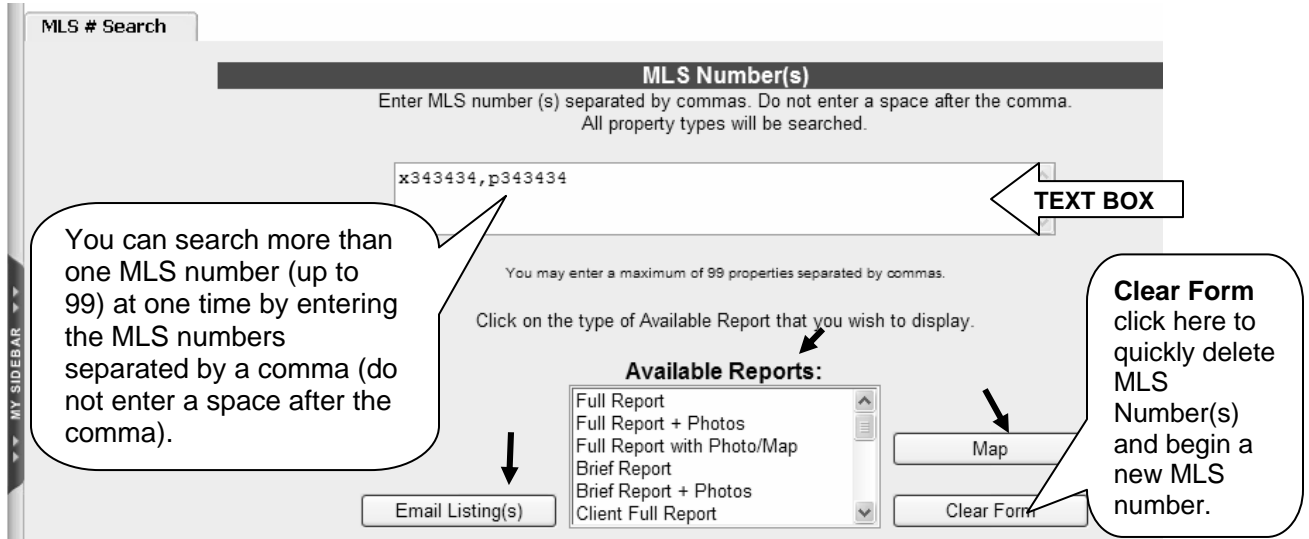 MLS # Search
MLS Number(s)
Enter MLS number (s) separated by commas. Do not enter a space after the comma.
All property types will be searched.
x343434,p343434
TEXT BOX
You can search more than
one MLS number (up to
99) at one time by entering
the MLS numbers
separated by a comma (do
not enter a space after the
comma).
You may enter a maximum of 99 properties separated by commas.
Click on the type of Available Report that you wish to display.
Available Reports:
Full Report
Full Report + Photos
Full Report with Photo/Map
Brief Report
Brief Report + Photos
Client Full Report
Email Listing(s)
Map
Clear Form
Clear Form
click here to
quickly delete
MLS
Number(s)
and begin a
new MLS
number.
MY SIDEBAR